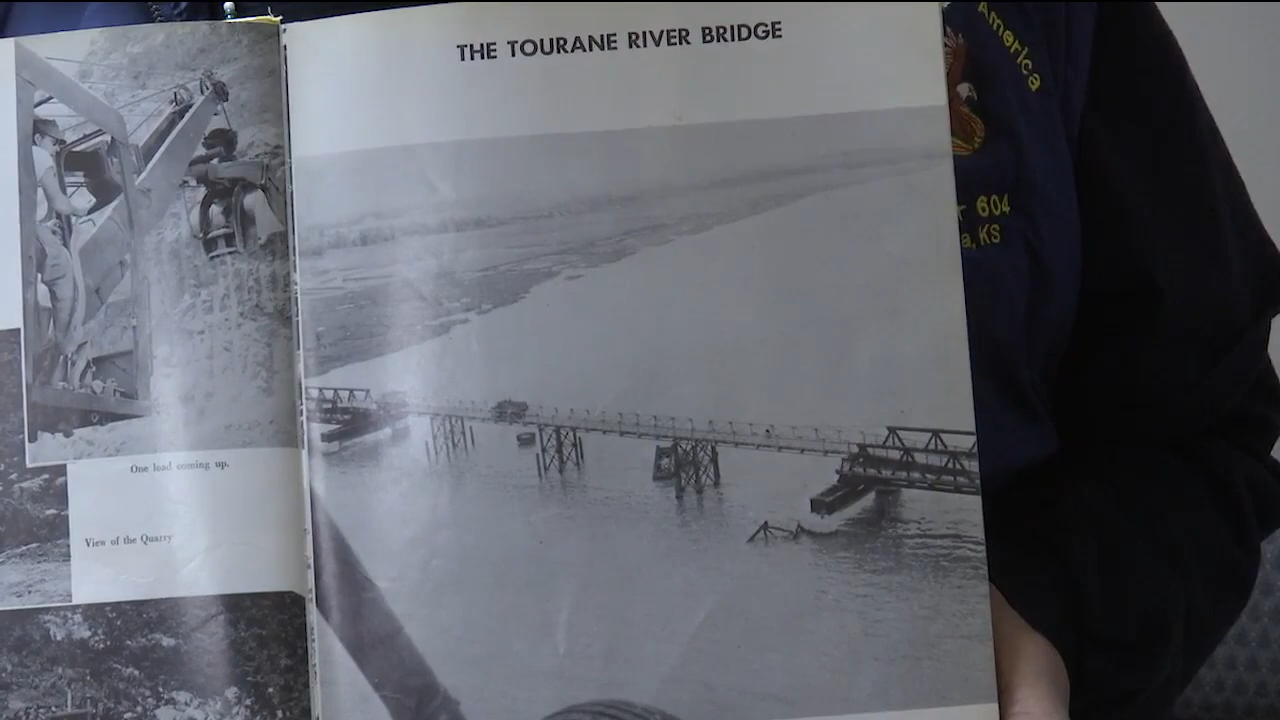 One load coming up.
View of the Quarry
THE TOURANE RIVER BRIDGE
America
604
KS